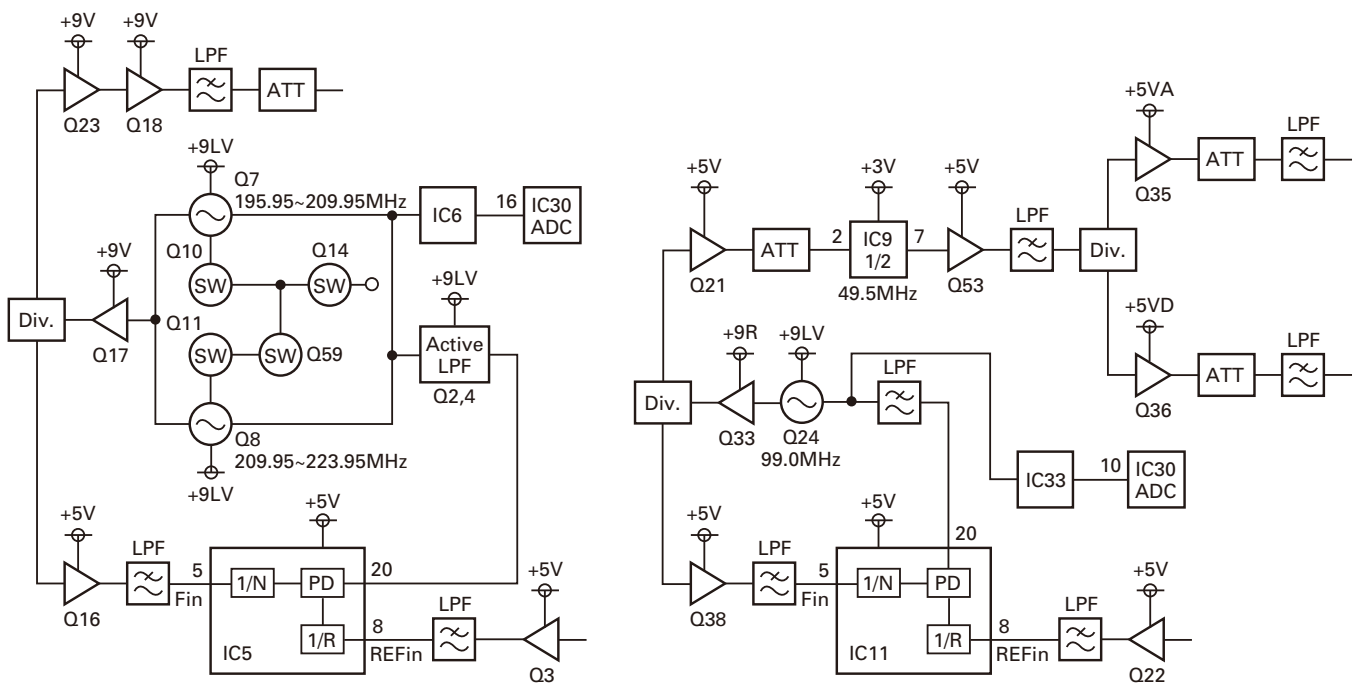 +9V
+9V
LPF
ATT
Q23
Q18
+9LV
Q7
195.95~209.95MHz
IC6
16
IC30
ADC
Q10
SW
Q14
SW
+9V
Div.
Q17
Q11
SW
SW
Q59
+9LV
Active
LPF
Q2,4
Q8
209.95~223.95MHz
+9LV
+5V
Q16
LPF
5
Fin
+5V
1/N
PD
20
1/R
8
REFin
IC5
LPF
+5V
Q3
+5VA
LPF
ATT
Q35
+5V
Q21
ATT
2
+3V
IC9
1/2
7
49.5MHz
+5V
Q53
LPF
Div.
+5VD
LPF
ATT
Q36
+9R
+9LV
LPF
Div.
Q33
Q24
99.0MHz
IC33
10
IC30
ADC
+5V
Q38
LPF
5
Fin
+5V
20
1/N
PD
1/R
8
REFin
IC11
LPF
+5V
Q22